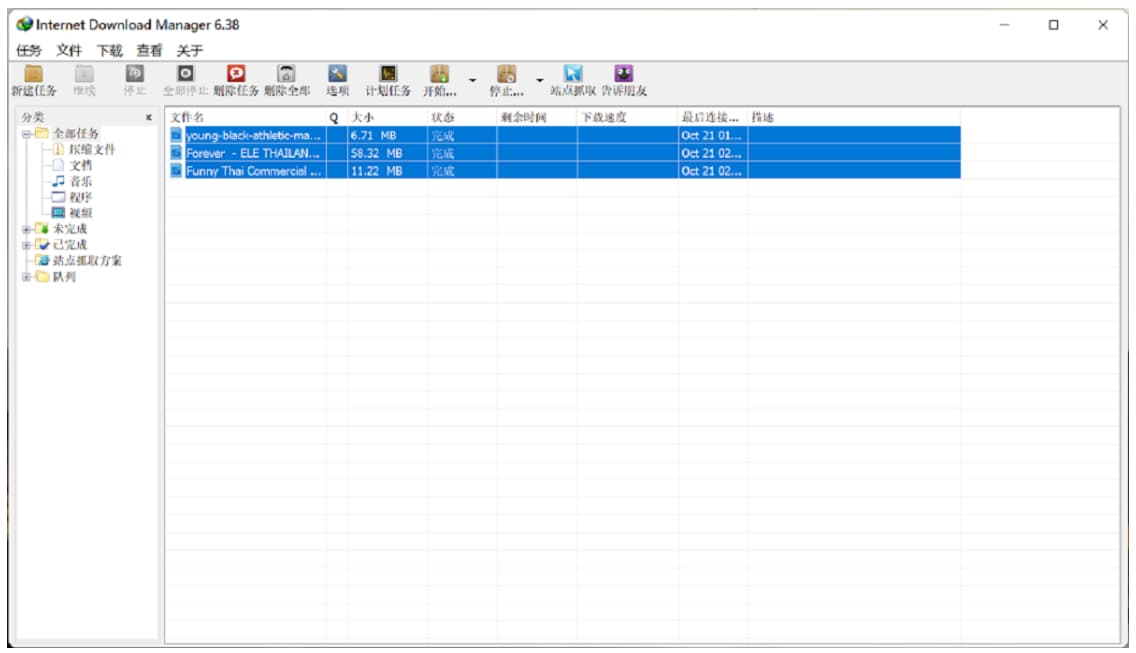 Internet Download Manager 6.38
任务 文件 下载 查看 关于
新建任务 继续 停止 全部停止 删除任务 删除全部 选项 计划任务 开始... 停止... 站点抓取 告诉朋友
分类 x
文件名 Q 大小 状态 剩余时间 下载速度 最后连接... 描述
全部任务
压缩文件
文档
音乐
程序
视频
未完成
已完成
站点抓取方案
队列
young-black-athletic-ma... 6.71 MB 完成 Oct 21 01...
Forever - ELE THAILAN... 58.32 MB 完成 Oct 21 02...
Funny Thai Commercial ... 11.22 MB 完成 Oct 21 02...